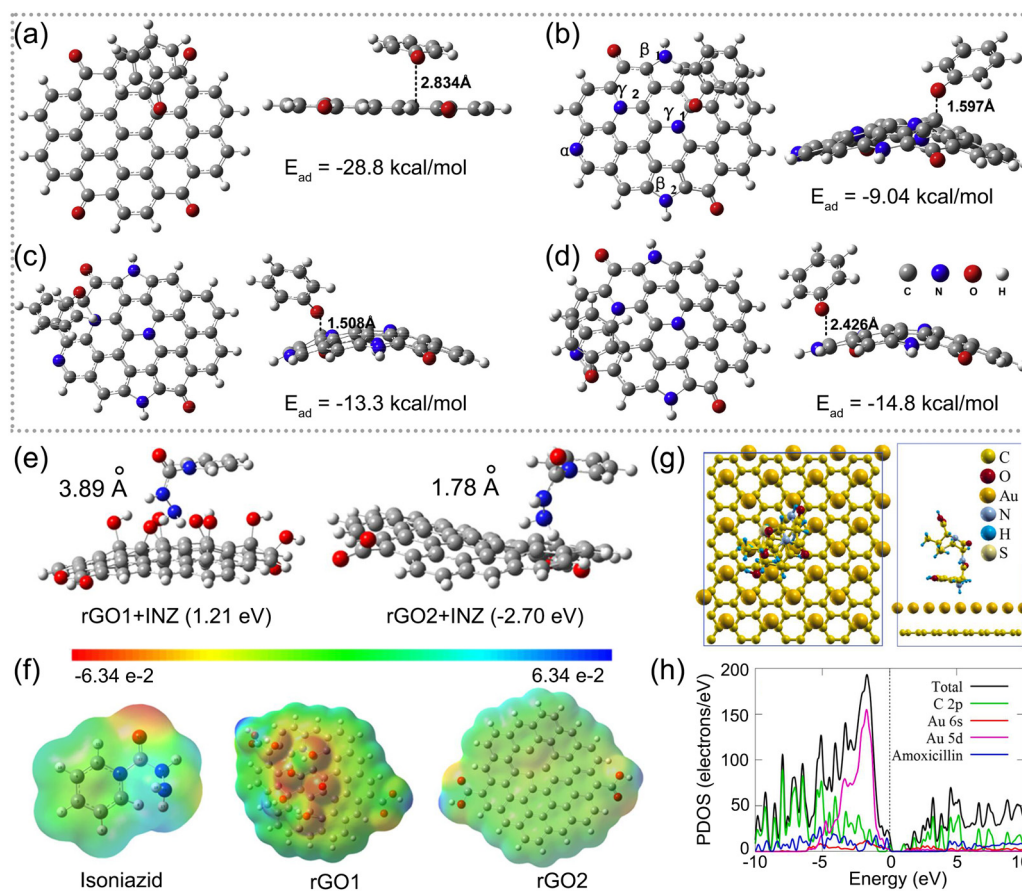 (a)
2.834Å
E_ad = -28.8 kcal/mol
(b)
β 1
γ 2
γ 1
α
β 2
1.597Å
E_ad = -9.04 kcal/mol
(c)
1.508Å
E_ad = -13.3 kcal/mol
(d)
C N O H
2.426Å
E_ad = -14.8 kcal/mol
(e)
3.89 Å
rGO1+INZ (1.21 eV)
1.78 Å
rGO2+INZ (-2.70 eV)
-6.34 e-2
6.34 e-2
(f)
Isoniazid
rGO1
rGO2
(g)
C
O
Au
N
H
S
(h)
PDOS (electrons/eV)
200
150
100
50
0
Total
C 2p
Au 6s
Au 5d
Amoxicillin
-10 -5 0 5 10
Energy (eV)